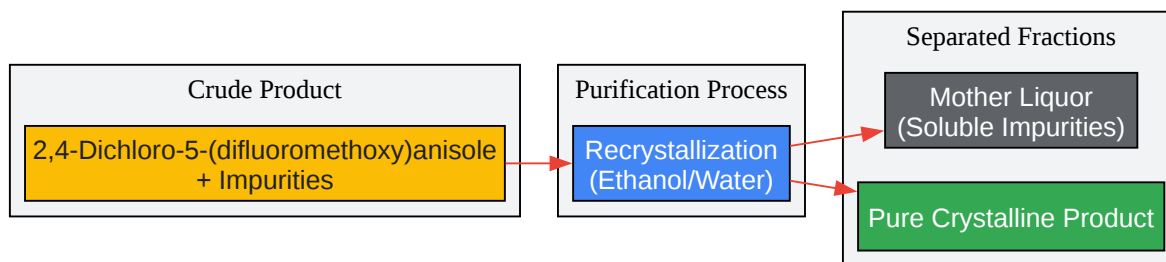 Crude Product
2,4-Dichloro-5-(difluoromethoxy)anisole
+ Impurities
Purification Process
Recrystallization
(Ethanol/Water)
Separated Fractions
Mother Liquor
(Soluble Impurities)
Pure Crystalline Product